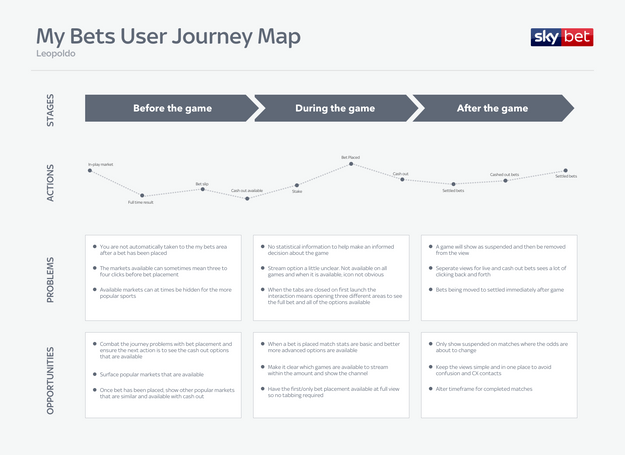 My Bets User Journey Map
Leopoldo
sky bet
STAGES
Before the game
During the game
After the game
ACTIONS
In play market
Full time result
Bet slip
Cash out available
Stake
Bet Placed
Cash out
Settled bets
Cashed out bets
Settled bets
PROBLEMS
You are not automatically taken to the my bets area
after a bet has been placed
The markets available can sometimes mean three to
four clicks before bet placement
Available markets can at times be hidden for the more
popular sports
No statistical information to help make an informed
decision about the game
Stream option a little unclear. Not available on all
games and when it is available, icon not obvious
When the tabs are closed on first launch the
interaction means opening three different areas to see
the full bet and all of the options available
A game will show as suspended and then be removed
from the view
Seperate views for live and cash out bets sees a lot of
clicking back and forth
Bets being moved to settled immediately after game
OPPORTUNITIES
Combat the journey problems with bet placement and
ensure the next action is to see the cash out options
that are available
Surface popular markets that are available
Once bet has been placed, show other popular markets
that are similar and available with cash out
When a bet is placed match stats are basic and better
more advanced options are available
Make it clear which games are available to stream
within the amount and show the channel
Have the first/only bet placement available at full view
so no tabbing required
Only show suspended on matches where the odds are
about to change
Keep the views simple and in one place to avoid
confusion and CX contacts
Alter timeframe for completed matches